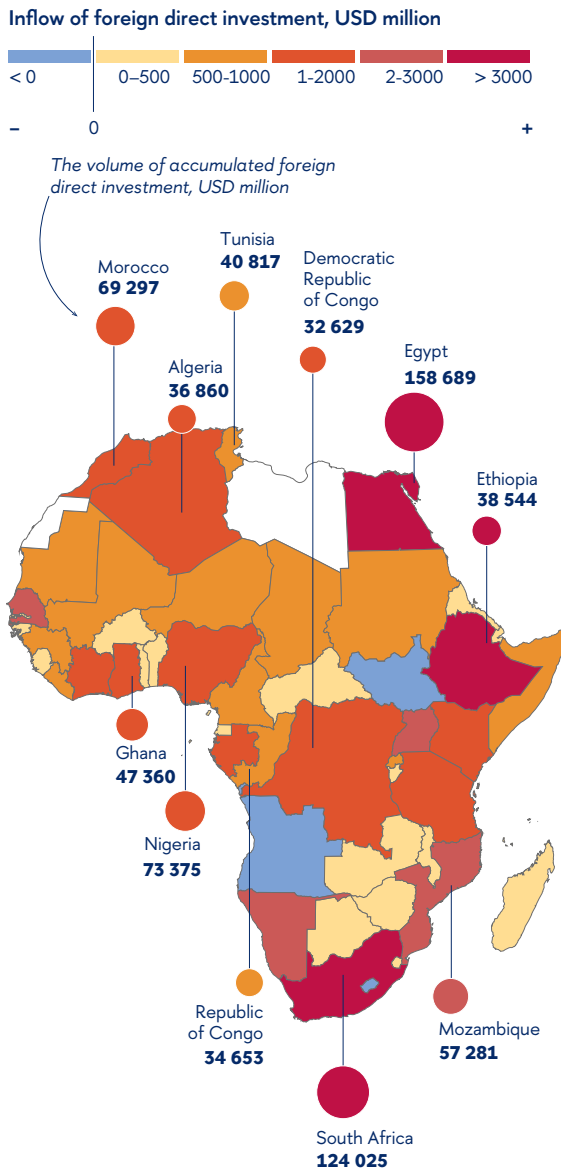 Inflow of foreign direct investment, USD million
< 0
0–500
500-1000
1-2000
2-3000
> 3000
–
0
+
The volume of accumulated foreign
direct investment, USD million
Tunisia
40 817
Democratic
Republic
of Congo
32 629
Morocco
69 297
Algeria
36 860
Egypt
158 689
Ethiopia
38 544
Ghana
47 360
Nigeria
73 375
Republic
of Congo
34 653
Mozambique
57 281
South Africa
124 025